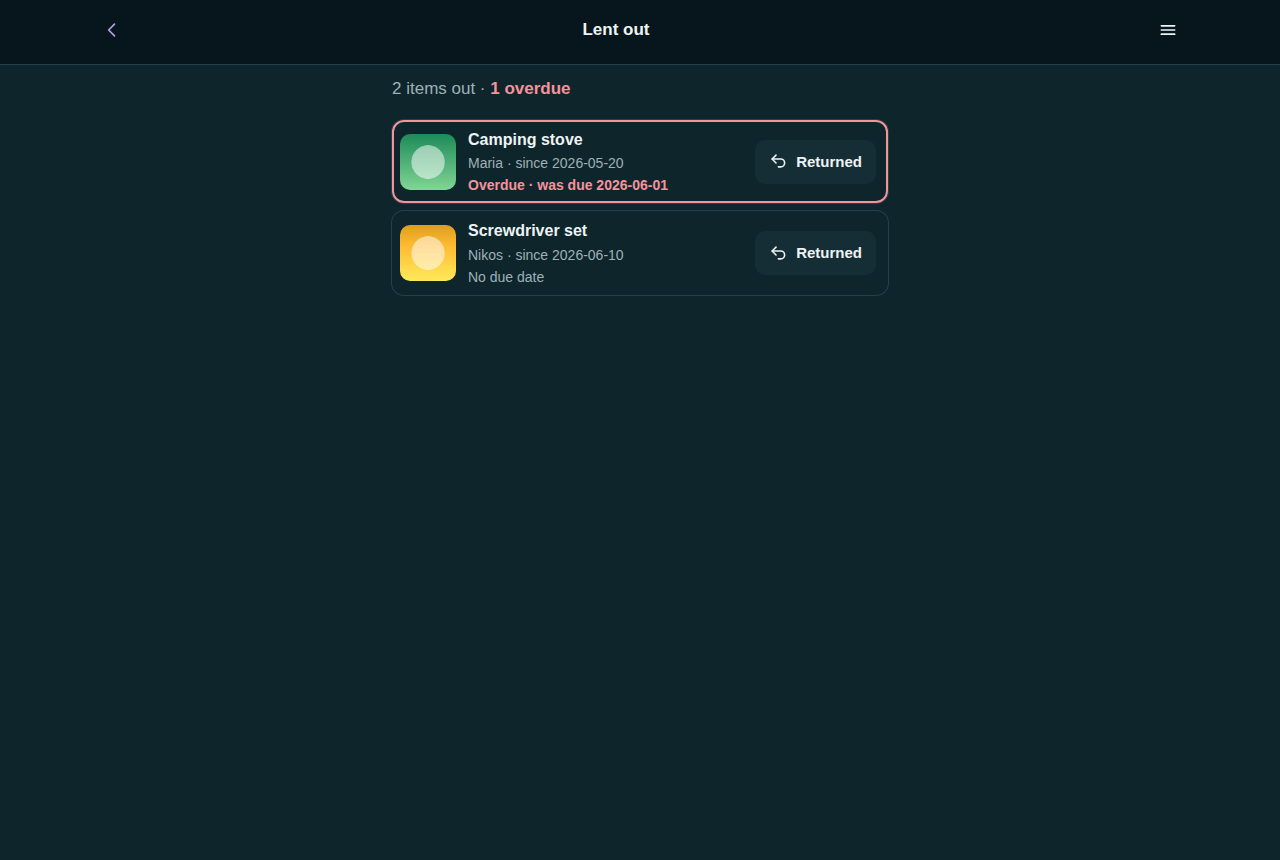 Lent out
2 items out · 1 overdue
Camping stove
Maria · since 2026-05-20
Overdue · was due 2026-06-01
Returned
Screwdriver set
Nikos · since 2026-06-10
No due date
Returned